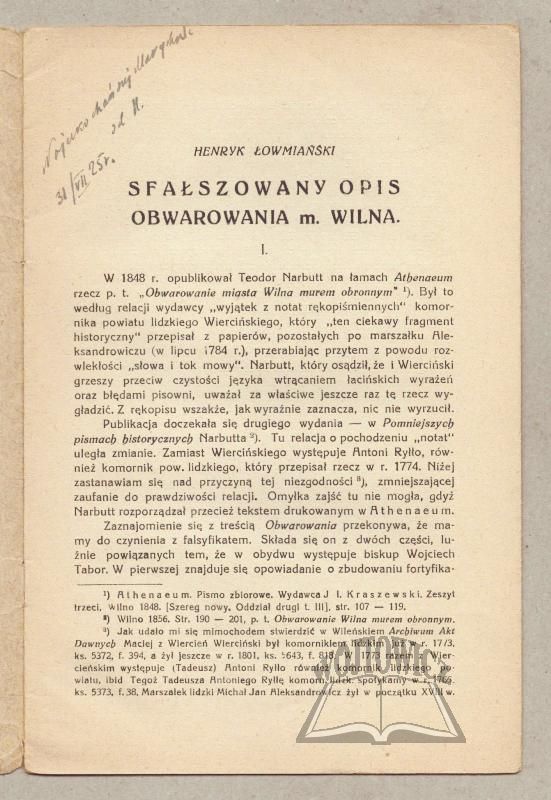 31/VII 25r.
od H.
HENRYK ŁOWMIAŃSKI
SFAŁSZOWANY OPIS
OBWAROWANIA m. WILNA.
I.
W 1848 r. opublikował Teodor Narbutt na łamach Athenaeum
rzecz p. t. „Obwarowanie miasta Wilna murem obronnym" ¹). Był to
według relacji wydawcy „wyjątek z notat rękopiśmiennych" komor-
nika powiatu lidzkiego Wiercińskiego, który „ten ciekawy fragment
historyczny" przepisał z papierów, pozostałych po marszałku Ale-
ksandrowiczu (w lipcu 1784 r.), przerabiając przytem z powodu roz-
wlekłości „słowa i tok mowy". Narbutt, który osądził, że i Wierciński
grzeszy przeciw czystości języka wtrącaniem łacińskich wyrażeń
oraz błędami pisowni, uważał za właściwe jeszcze raz tę rzecz wy-
gładzić. Z rękopisu wszakże, jak wyraźnie zaznacza, nic nie wyrzucił.
Publikacja doczekała się drugiego wydania — w Pomniejszych
pismach historycznych Narbutta ²). Tu relacja o pochodzeniu „notat"
uległa zmianie. Zamiast Wiercińskiego występuje Antoni Ryłło, rów-
nież komornik pow. lidzkiego, który przepisał rzecz w r. 1774. Niżej
zastanawiam się nad przyczyną tej niezgodności ³), zmniejszającej
zaufanie do prawdziwości relacji. Omyłka zajść tu nie mogła, gdyż
Narbutt rozporządzał przecież tekstem drukowanym w Athenaeum.
Zaznajomienie się z treścią Obwarowania przekonywa, że ma-
my do czynienia z falsyfikatem. Składa się on z dwóch części, lu-
źnie powiązanych tem, że w obydwu występuje biskup Wojciech
Tabor. W pierwszej znajduje się opowiadanie o zbudowaniu fortyfika-
¹) Athenaeum. Pismo zbiorowe. Wydawca J I. Kraszewski. Zeszyt
trzeci, Wilno 1848. [Szereg nowy, Oddział drugi t. III], str. 107 — 119.
²) Wilno 1856. Str. 190 — 201, p. t. Obwarowanie Wilna murem obronnym.
³) Jak udało mi się mimochodem stwierdzić w Wileńskim Archiwum Akt
Dawnych Maciej z Wiercień Wierciński był komornikiem lidzkim już w r. 1773,
ks. 5372, f. 394, a żył jeszcze w r. 1801, ks. 5643, f. 818. W 1773 razem z Wier-
cieńskim występuje (Tadeusz) Antoni Ryłło również komornik lidzkiego po-
wiatu, ibid Tegoż Tadeusza Antoniego Ryłłę komorn. lidzk. spotykamy w r. 1765
ks. 5373, f. 38. Marszałek lidzki Michał Jan Aleksandrowicz żył w początku XVIII w.